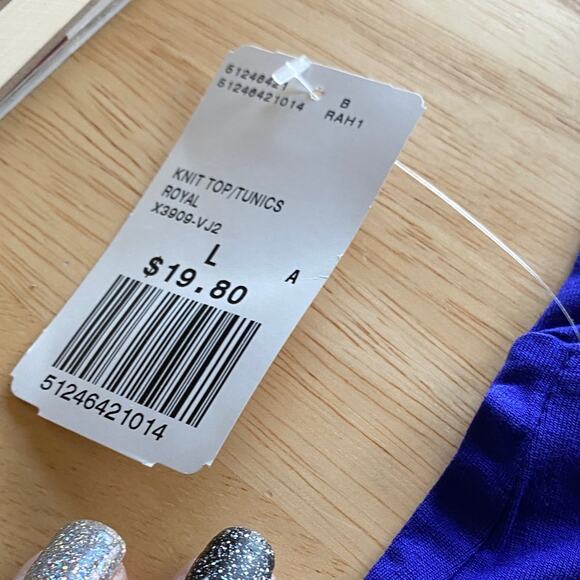 51246421
51246421014
B
RAH1
KNIT TOP/TUNICS
ROYAL
X3909-VJ2
L
$19.80
A
51246421014